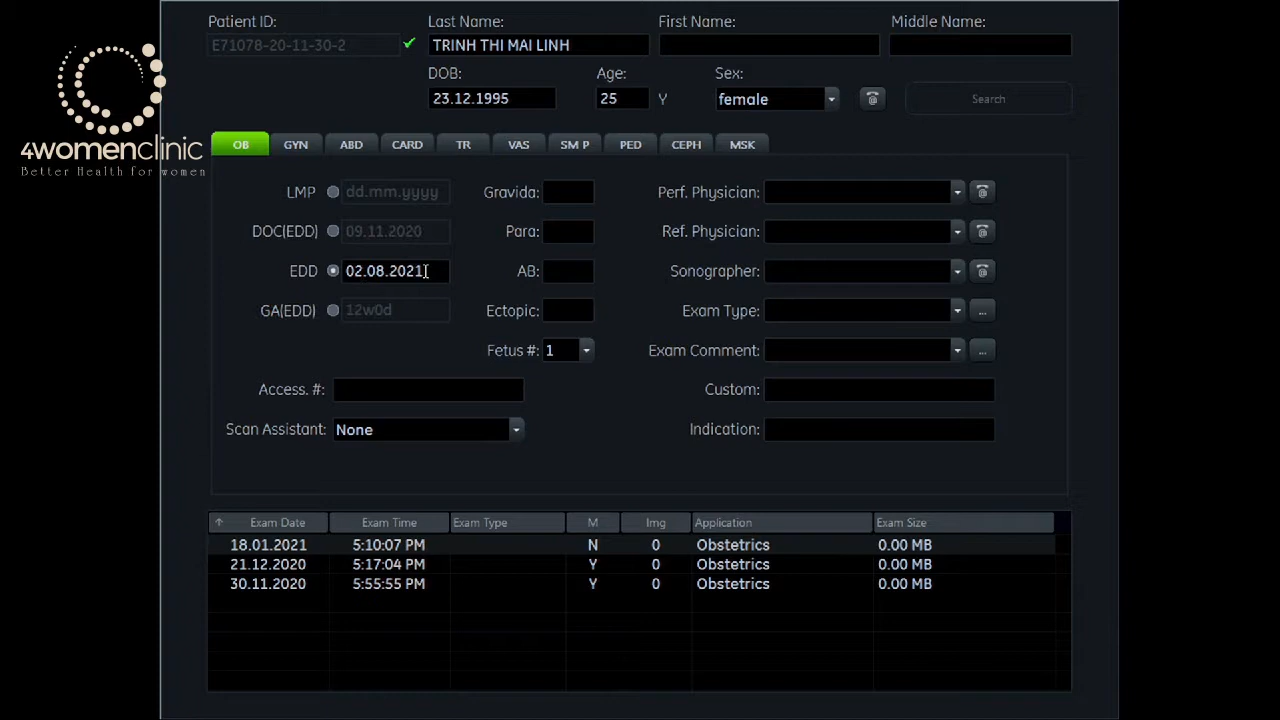 4womenclinic
Better Health for women
Patient ID: Last Name: First Name: Middle Name:
E71078-20-11-30-2 TRINH THI MAI LINH
DOB: Age: Sex:
23.12.1995 25 Y female Search
OB GYN ABD CARD TR VAS SM P PED CEPH MSK
LMP dd.mm.yyyy Gravida: Perf. Physician:
DOC(EDD) 09.11.2020 Para: Ref. Physician:
EDD 02.08.2021 AB: Sonographer:
GA(EDD) 12w0d Ectopic: Exam Type: ...
Fetus #: 1 Exam Comment: ...
Access. #: Custom:
Scan Assistant: None Indication:
Exam Date Exam Time Exam Type M Img Application Exam Size
18.01.2021 5:10:07 PM N 0 Obstetrics 0.00 MB
21.12.2020 5:17:04 PM Y 0 Obstetrics 0.00 MB
30.11.2020 5:55:55 PM Y 0 Obstetrics 0.00 MB